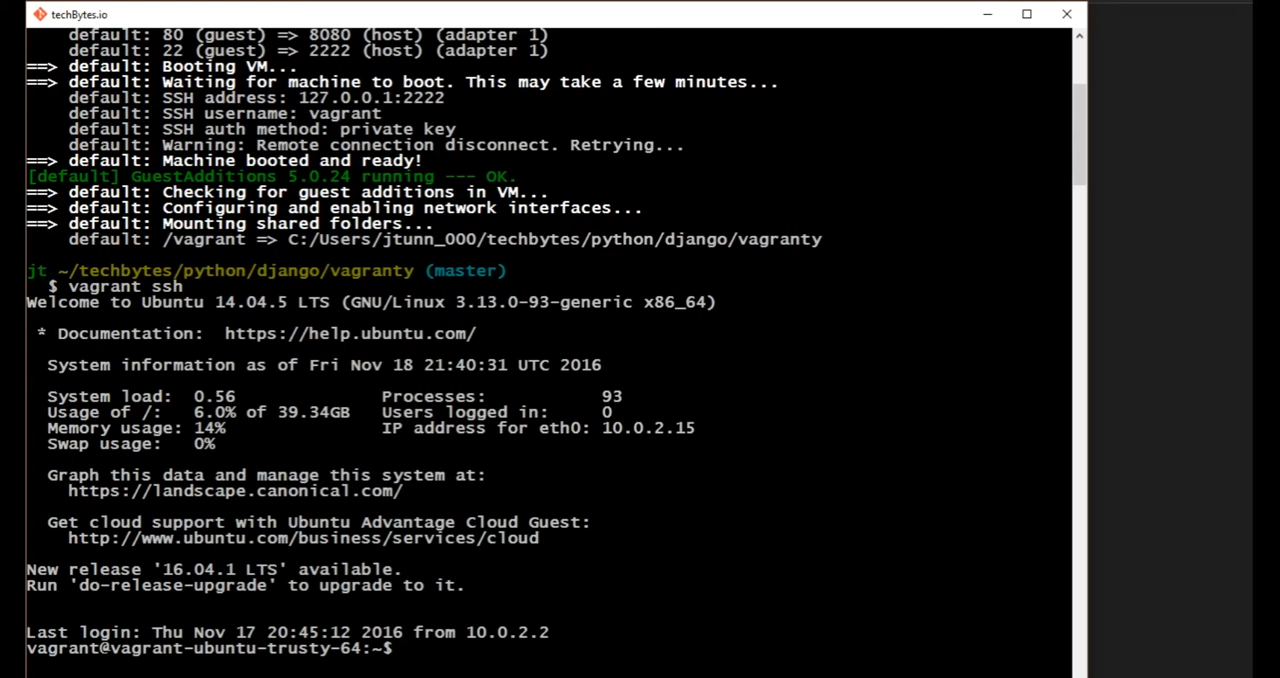 techBytes.io
default: 80 (guest) => 8080 (host) (adapter 1)
default: 22 (guest) => 2222 (host) (adapter 1)
==> default: Booting VM...
==> default: Waiting for machine to boot. This may take a few minutes...
default: SSH address: 127.0.0.1:2222
default: SSH username: vagrant
default: SSH auth method: private key
default: Warning: Remote connection disconnect. Retrying...
==> default: Machine booted and ready!
[default] GuestAdditions 5.0.24 running --- OK.
==> default: Checking for guest additions in VM...
==> default: Configuring and enabling network interfaces...
==> default: Mounting shared folders...
default: /vagrant => C:/Users/jtunn_000/techbytes/python/django/vagranty
jt ~/techbytes/python/django/vagranty (master)
$ vagrant ssh
Welcome to Ubuntu 14.04.5 LTS (GNU/Linux 3.13.0-93-generic x86_64)
* Documentation: https://help.ubuntu.com/
System information as of Fri Nov 18 21:40:31 UTC 2016
System load: 0.56 Processes: 93
Usage of /: 6.0% of 39.34GB Users logged in: 0
Memory usage: 14% IP address for eth0: 10.0.2.15
Swap usage: 0%
Graph this data and manage this system at:
https://landscape.canonical.com/
Get cloud support with Ubuntu Advantage Cloud Guest:
http://www.ubuntu.com/business/services/cloud
New release '16.04.1 LTS' available.
Run 'do-release-upgrade' to upgrade to it.
Last login: Thu Nov 17 20:45:12 2016 from 10.0.2.2
vagrant@vagrant-ubuntu-trusty-64:~$